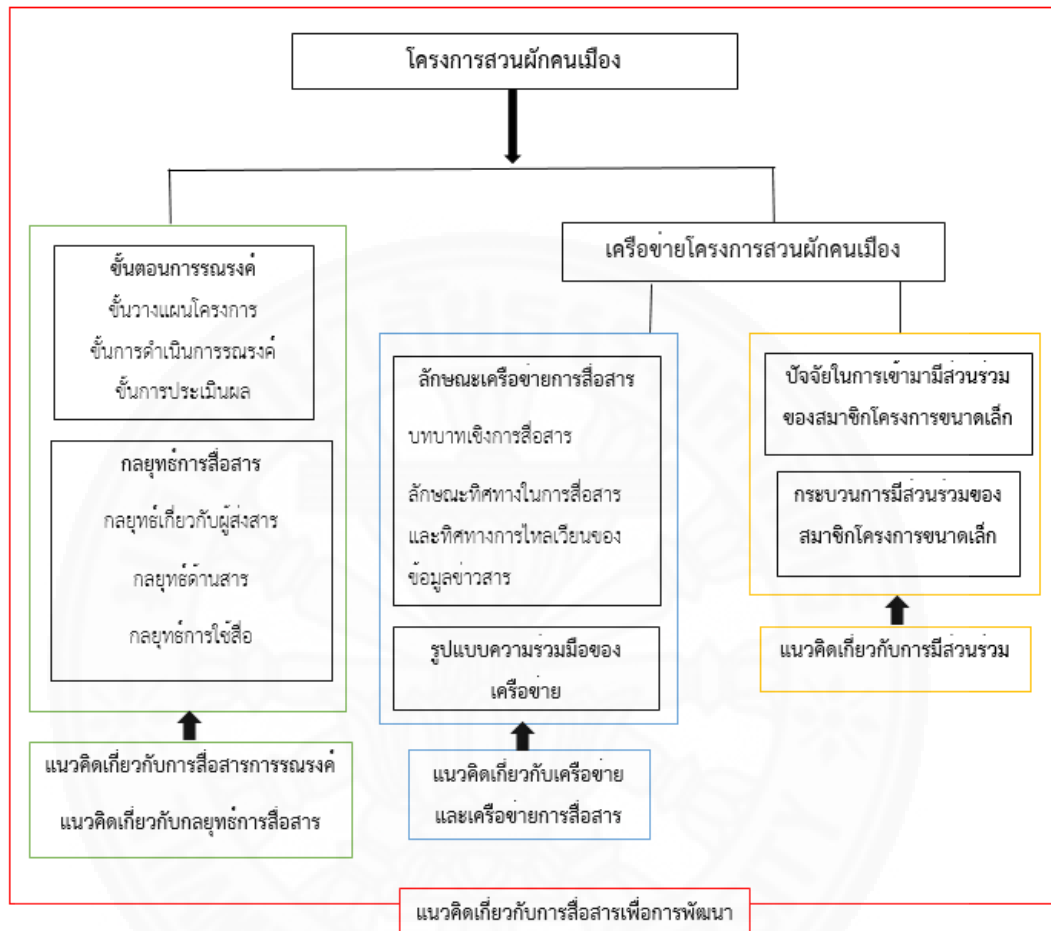 โครงการสวนผักคนเมือง
เครือข่ายโครงการสวนผักคนเมือง
ขั้นตอนการรณรงค์
ขั้นวางแผนโครงการ
ขั้นการดำเนินการรณรงค์
ขั้นการประเมินผล
กลยุทธ์การสื่อสาร
กลยุทธ์เกี่ยวกับผู้ส่งสาร
กลยุทธ์ด้านสาร
กลยุทธ์การใช้สื่อ
แนวคิดเกี่ยวกับการสื่อสารการรณรงค์
แนวคิดเกี่ยวกับกลยุทธ์การสื่อสาร
ลักษณะเครือข่ายการสื่อสาร
บทบาทเชิงการสื่อสาร
ลักษณะทิศทางในการสื่อสาร
และทิศทางการไหลเวียนของ
ข้อมูลข่าวสาร
รูปแบบความร่วมมือของ
เครือข่าย
แนวคิดเกี่ยวกับเครือข่าย
และเครือข่ายการสื่อสาร
ปัจจัยในการเข้ามามีส่วนร่วม
ของสมาชิกโครงการขนาดเล็ก
กระบวนการมีส่วนร่วมของ
สมาชิกโครงการขนาดเล็ก
แนวคิดเกี่ยวกับการมีส่วนร่วม
แนวคิดเกี่ยวกับการสื่อสารเพื่อการพัฒนา